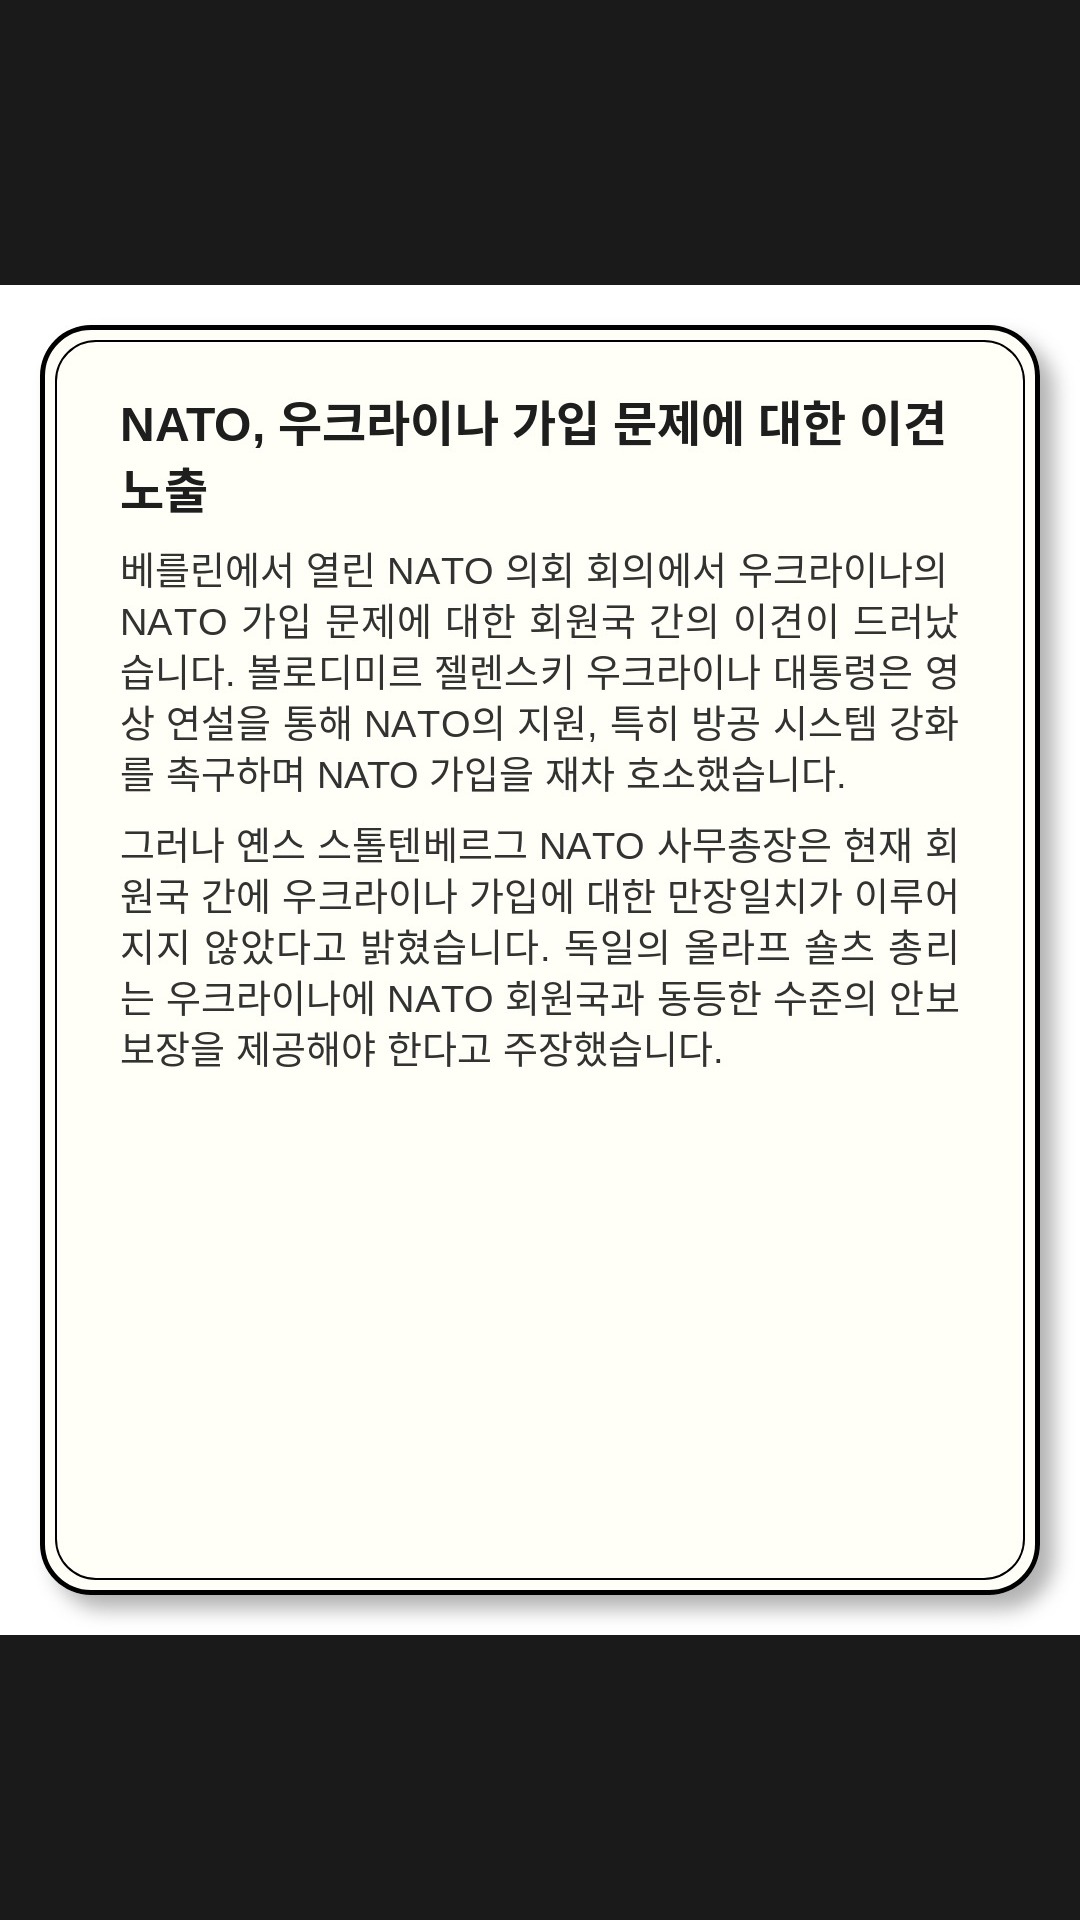 NATO, 우크라이나 가입 문제에 대한 이견
노출
베를린에서 열린 NATO 의회 회의에서 우크라이나의
NATO 가입 문제에 대한 회원국 간의 이견이 드러났
습니다. 볼로디미르 젤렌스키 우크라이나 대통령은 영
상 연설을 통해 NATO의 지원, 특히 방공 시스템 강화
를 촉구하며 NATO 가입을 재차 호소했습니다.
그러나 옌스 스톨텐베르그 NATO 사무총장은 현재 회
원국 간에 우크라이나 가입에 대한 만장일치가 이루어
지지 않았다고 밝혔습니다. 독일의 올라프 숄츠 총리
는 우크라이나에 NATO 회원국과 동등한 수준의 안보
보장을 제공해야 한다고 주장했습니다.